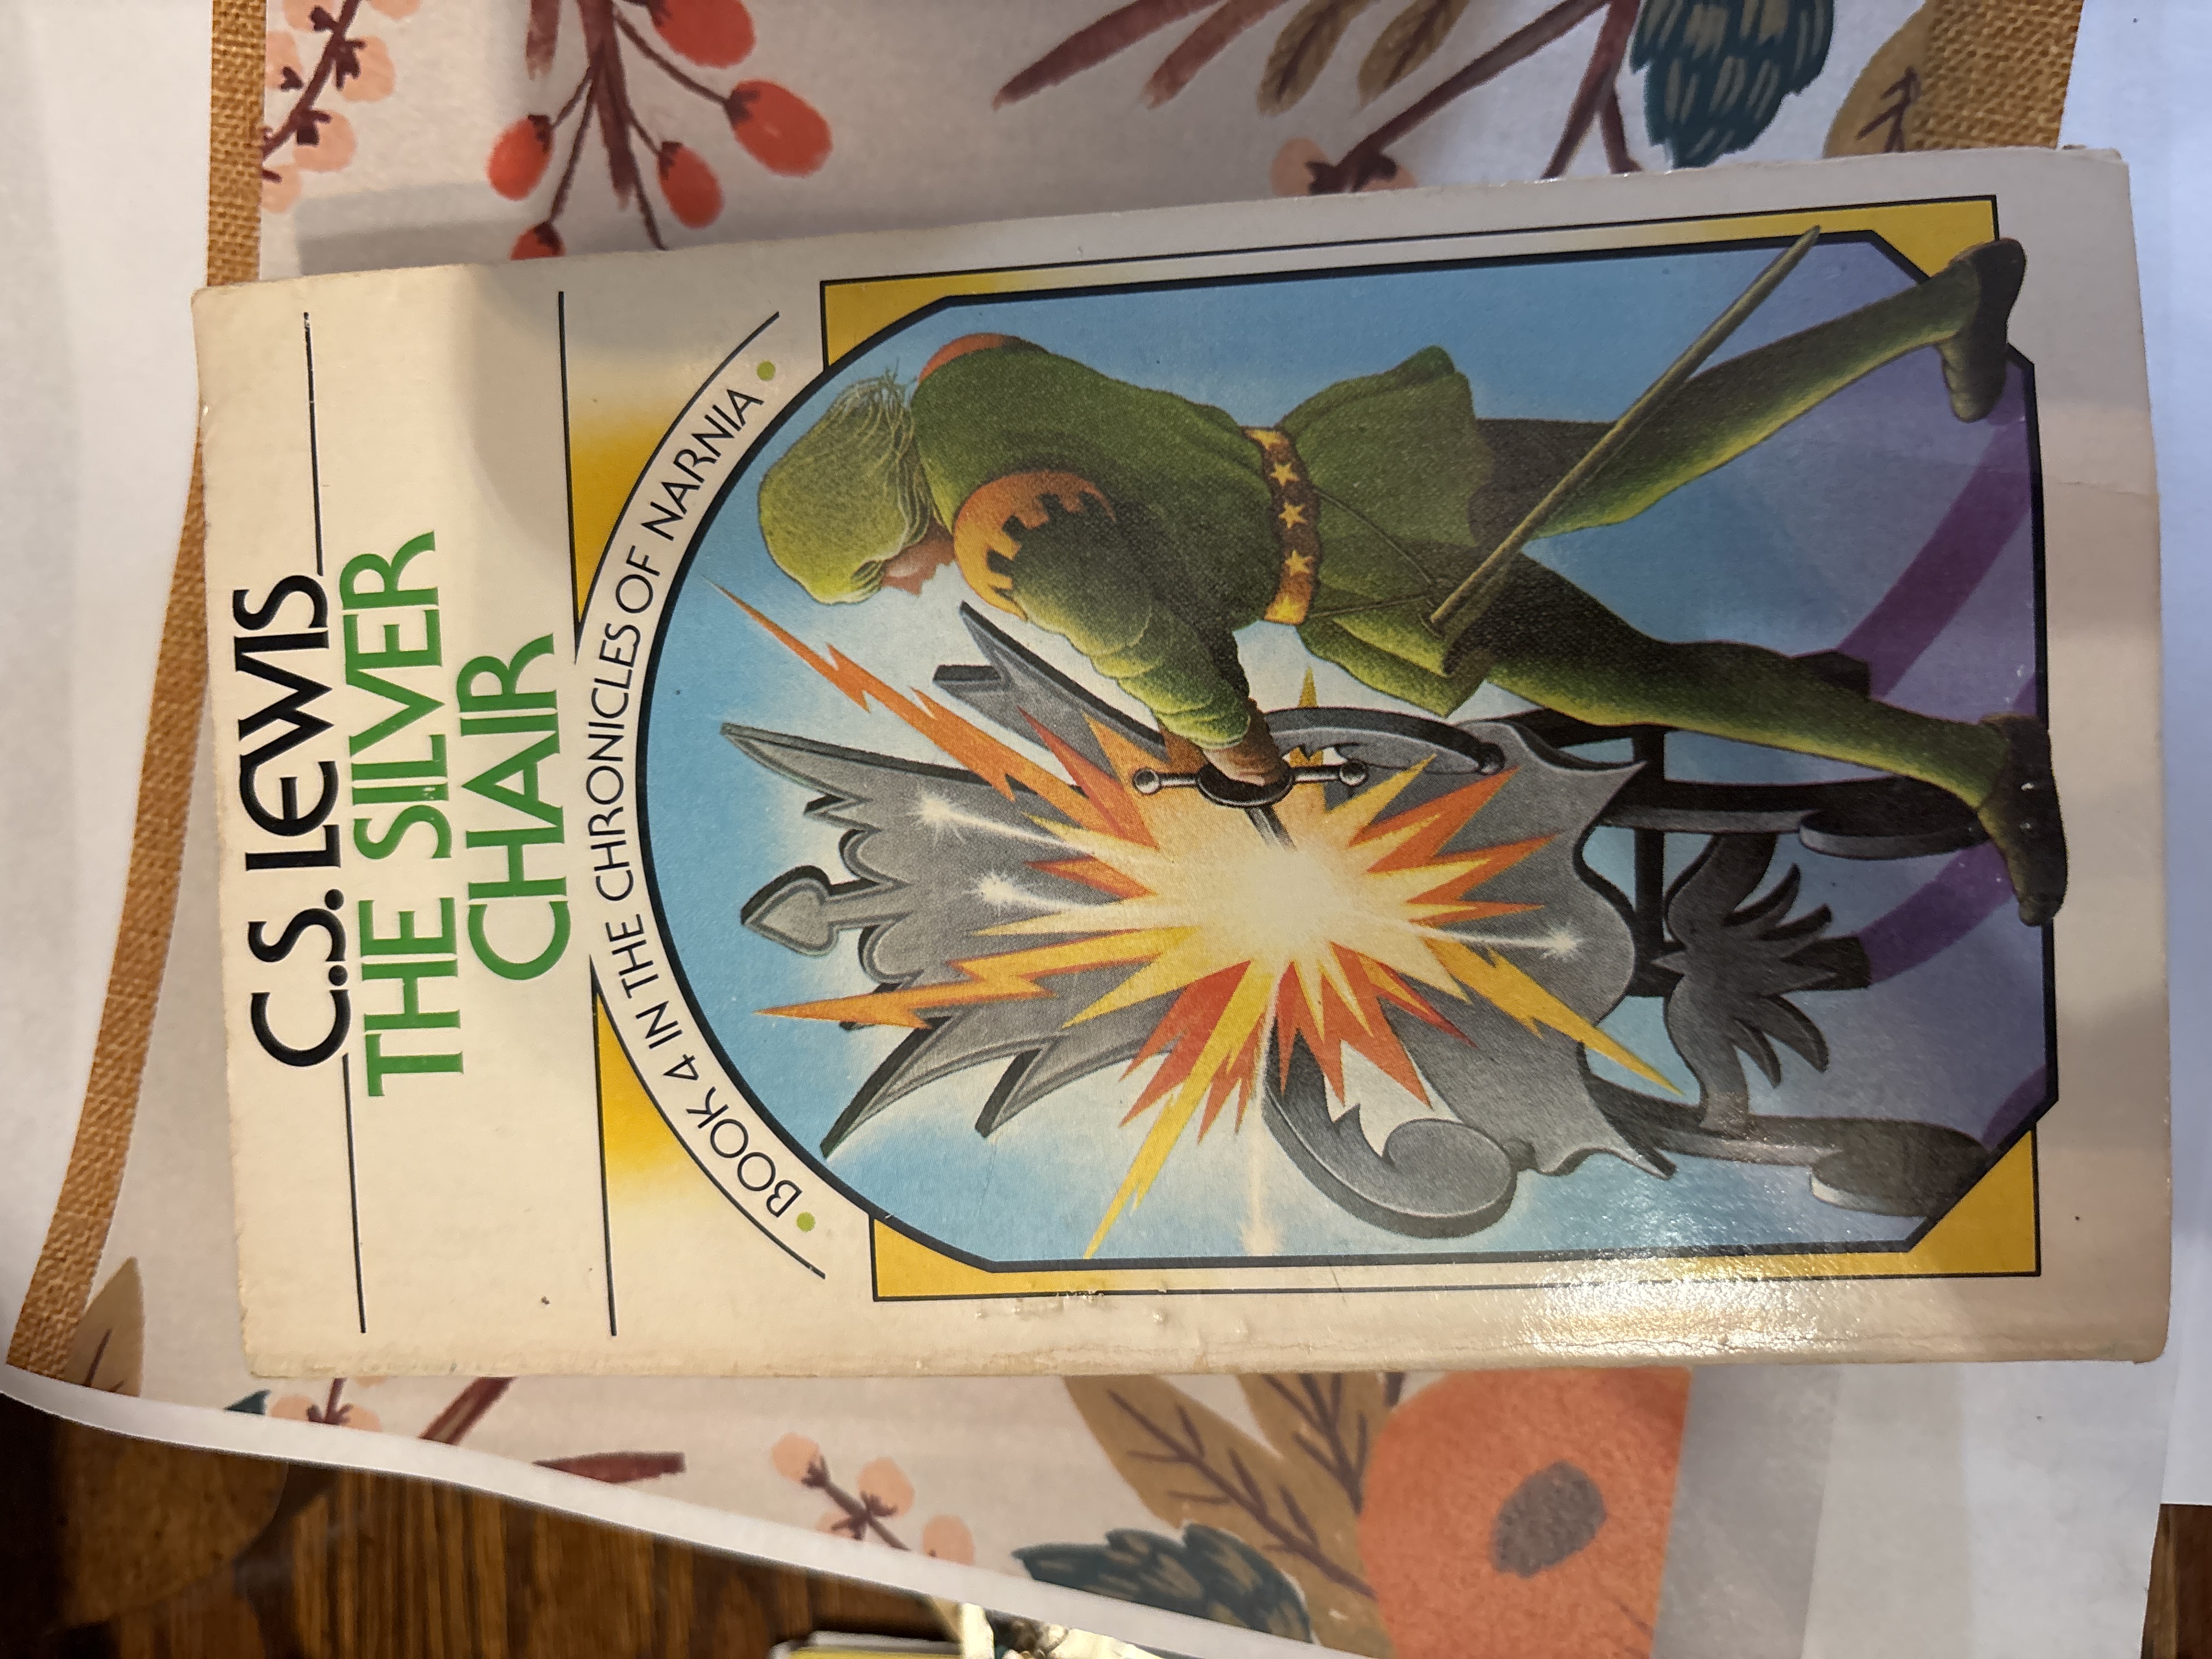 C.S. LEWIS
THE SILVER
CHAIR
• BOOK 4 IN THE CHRONICLES OF NARNIA •